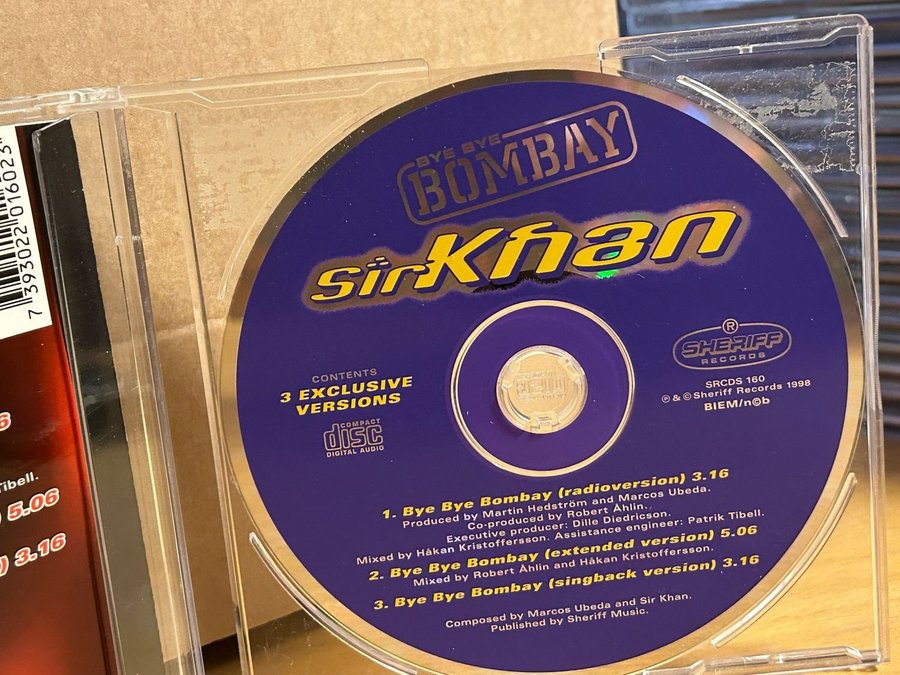 7 393022 016023
6
Tibell.
) 5.06
) 3.16
BYE BYE
BOMBAY
Sir Khan
CONTENTS
3 EXCLUSIVE
VERSIONS
COMPACT
disc
DIGITAL AUDIO
®
SHERIFF
RECORDS
SRCDS 160
℗ & © Sheriff Records 1998
BIEM/n©b
1. Bye Bye Bombay (radioversion) 3.16
Produced by Martin Hedström and Marcos Ubeda.
Co-produced by Robert Åhlin.
Executive producer: Dille Diedricson.
Mixed by Håkan Kristoffersson. Assistance engineer: Patrik Tibell.
2. Bye Bye Bombay (extended version) 5.06
Mixed by Robert Åhlin and Håkan Kristoffersson.
3. Bye Bye Bombay (singback version) 3.16
Composed by Marcos Ubeda and Sir Khan.
Published by Sheriff Music.